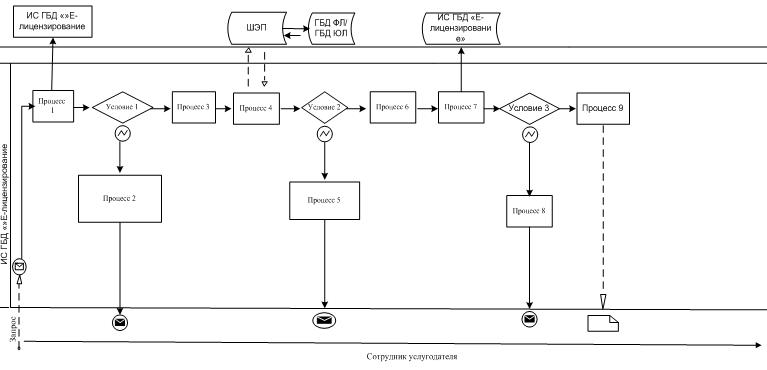 ИС ГБД «»Е-
лицензирование
ШЭП
ГБД ФЛ/
ГБД ЮЛ
ИС ГБД «Е-
лицензировани
е»
Процесс
1
Условие 1
Процесс 3
Процесс 4
Условие 2
Процесс 6
Процесс 7
Условие 3
Процесс 9
Процесс 2
Процесс 5
Процесс 8
ИС ГБД «»Е-лицензирование
Запрос
Сотрудник услугодателя